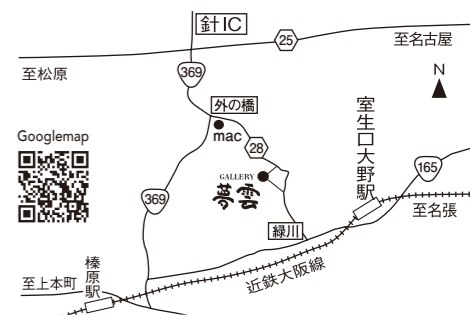 針IC
25
至名古屋
至松原
369
N
外の橋
mac
28
室生口大野駅
165
Googlemap
GALLERY
夢雲
369
緑川
至名張
至上本町
榛原駅
近鉄大阪線